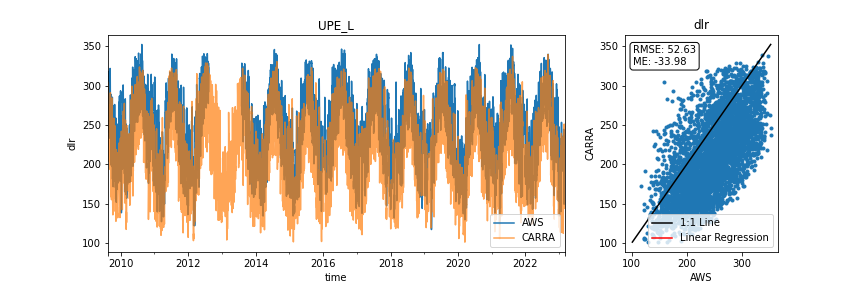 UPE_L
dlr
350
300
250
200
150
100
2010
2012
2014
2016
2018
2020
2022
time
AWS
CARRA
dlr
RMSE: 52.63
ME: -33.98
CARRA
350
300
250
200
150
100
100
200
300
AWS
1:1 Line
Linear Regression